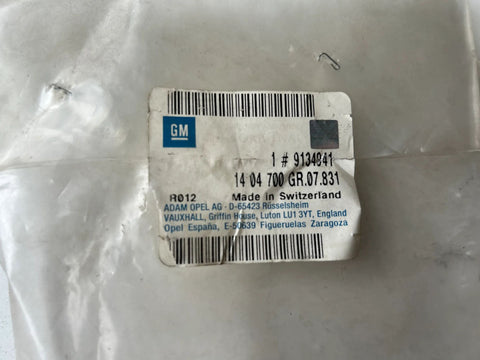 GM
1 # 9134841
14 04 700 GR.07.831
R012 Made in Switzerland
ADAM OPEL AG · D-65423 Rüsselsheim
VAUXHALL, Griffin House, Luton LU1 3YT, England
Opel España, E-50639 Figueruelas Zaragoza